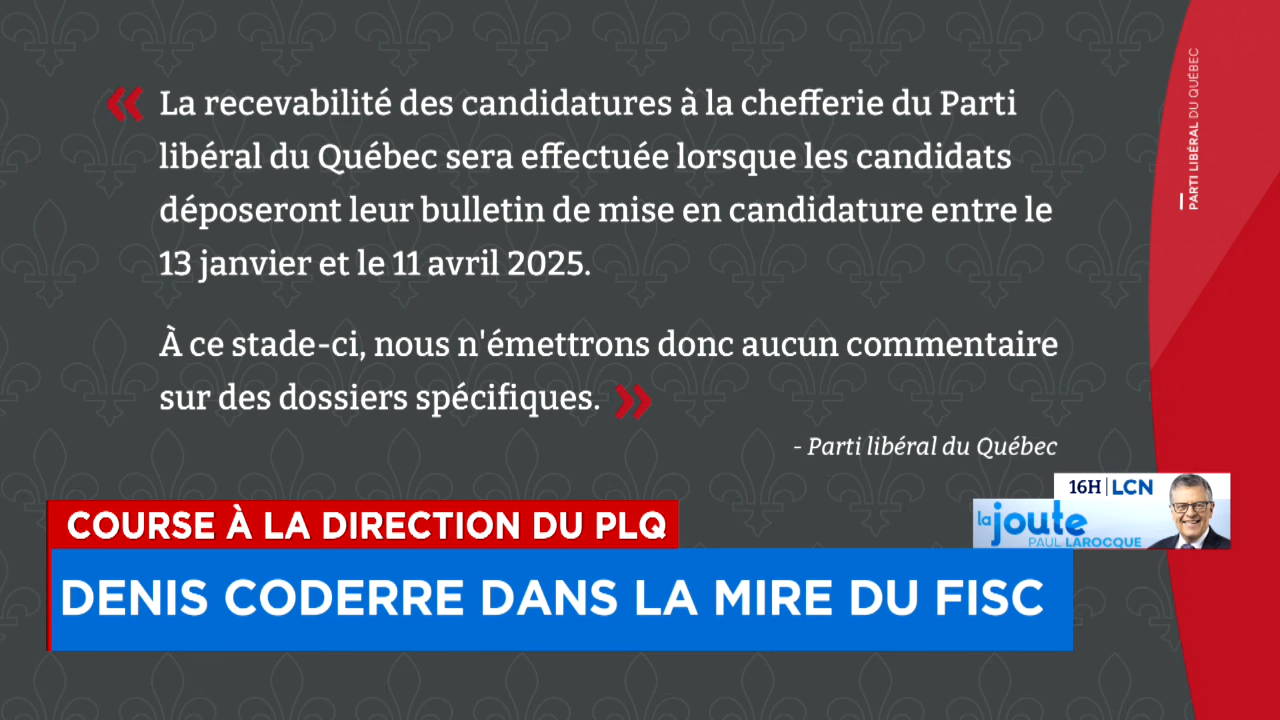 « La recevabilité des candidatures à la chefferie du Parti
libéral du Québec sera effectuée lorsque les candidats
déposeront leur bulletin de mise en candidature entre le
13 janvier et le 11 avril 2025.
À ce stade-ci, nous n'émettrons donc aucun commentaire
sur des dossiers spécifiques. »
- Parti libéral du Québec
PARTI LIBÉRAL DU QUÉBEC
16H | LCN
la joute
PAUL LAROCQUE
COURSE À LA DIRECTION DU PLQ
DENIS CODERRE DANS LA MIRE DU FISC